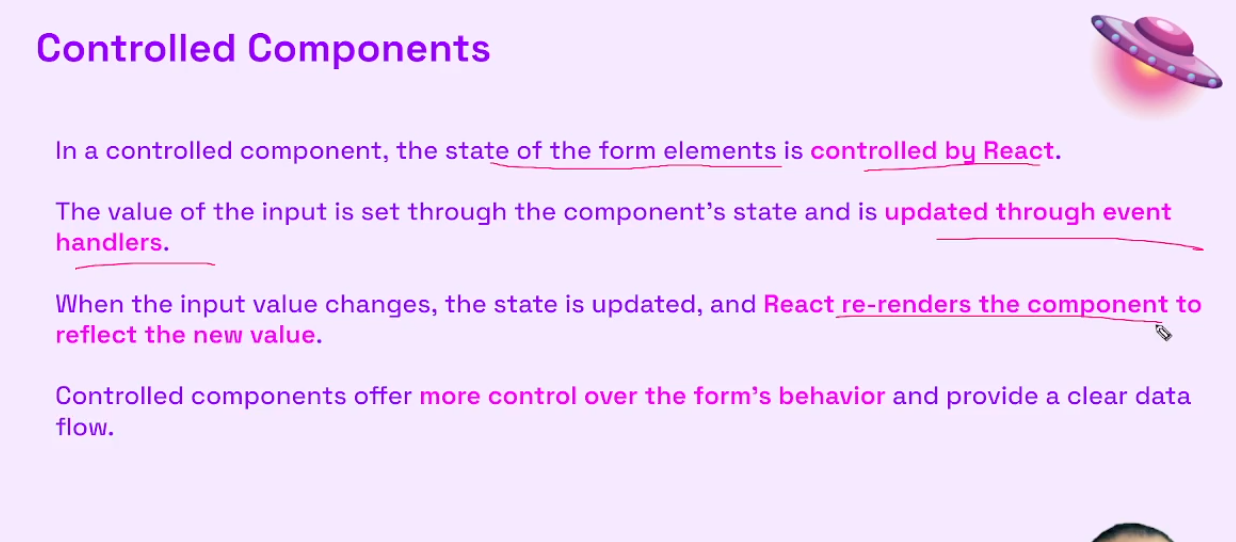 Controlled Components
In a controlled component, the state of the form elements is controlled by React.
The value of the input is set through the component's state and is updated through event
handlers.
When the input value changes, the state is updated, and React re-renders the component to
reflect the new value.
Controlled components offer more control over the form's behavior and provide a clear data
flow.